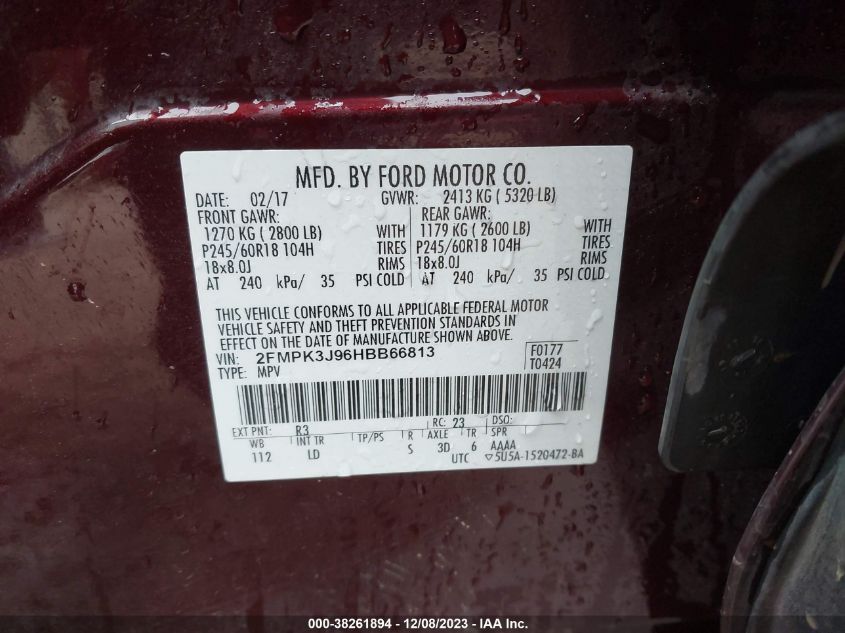 MFD. BY FORD MOTOR CO.
DATE: 02/17 GVWR: 2413 KG ( 5320 LB)
FRONT GAWR: REAR GAWR:
1270 KG ( 2800 LB) WITH 1179 KG ( 2600 LB) WITH
P245/60R18 104H TIRES P245/60R18 104H TIRES
18x8.0J RIMS 18x8.0J RIMS
AT 240 kPa/ 35 PSI COLD AT 240 kPa/ 35 PSI COLD
THIS VEHICLE CONFORMS TO ALL APPLICABLE FEDERAL MOTOR
VEHICLE SAFETY AND THEFT PREVENTION STANDARDS IN
EFFECT ON THE DATE OF MANUFACTURE SHOWN ABOVE.
VIN: 2FMPK3J96HBB66813 F0177
TYPE: MPV T0424
EXT PNT: R3 RC: 23 DSO:
WB INT TR TP/PS R AXLE TR SPR
112 LD S 3D 6 AAAA
UTC ▽5U5A-1520472-BA
000-38261894 - 12/08/2023 - IAA Inc.